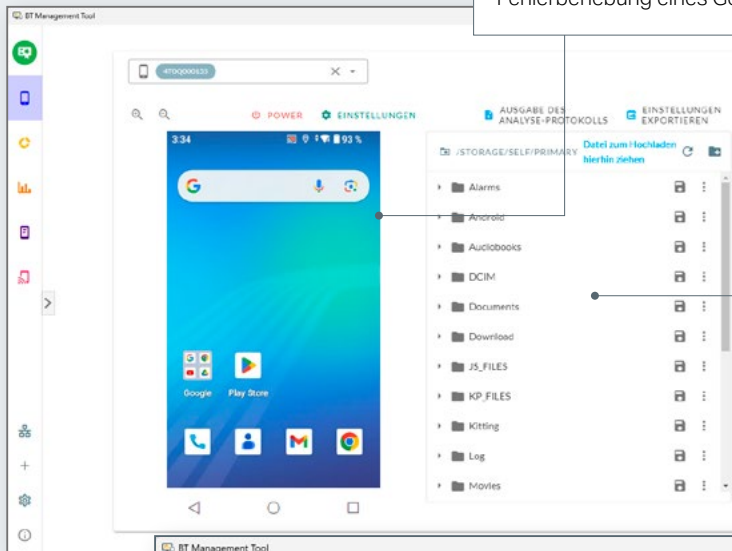 BT Management Tool
4T0Q000110
POWER
EINSTELLUNGEN
AUSGABE DES
ANALYSE-PROTOKOLLS
EINSTELLUNGEN
EXPORTIEREN
3:34
93 %
/STORAGE/SELF/PRIMARY
Datei zum Hochladen
hierhin ziehen
Alarms
Android
Audiobooks
DCIM
Documents
Download
JS_FILES
KP_FILES
Kitting
Log
Movies
Google
Play Store
BT Management Tool